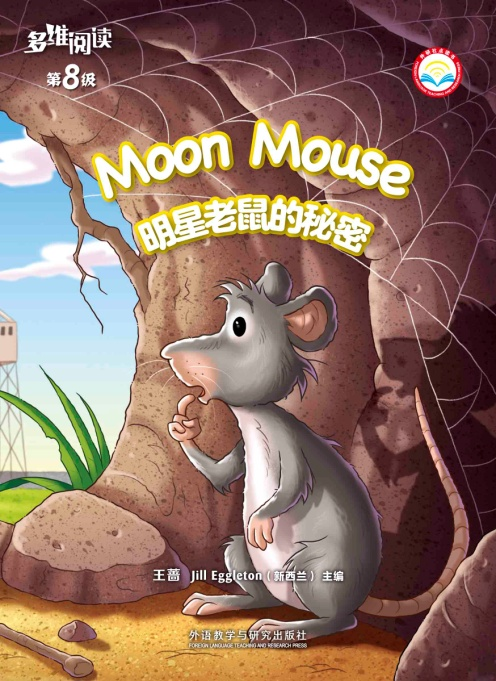 多维阅读
第8级
Moon Mouse
明星老鼠的秘密
王蔷 Jill Eggleton（新西兰）主编
外语教学与研究出版社
FOREIGN LANGUAGE TEACHING AND RESEARCH PRESS